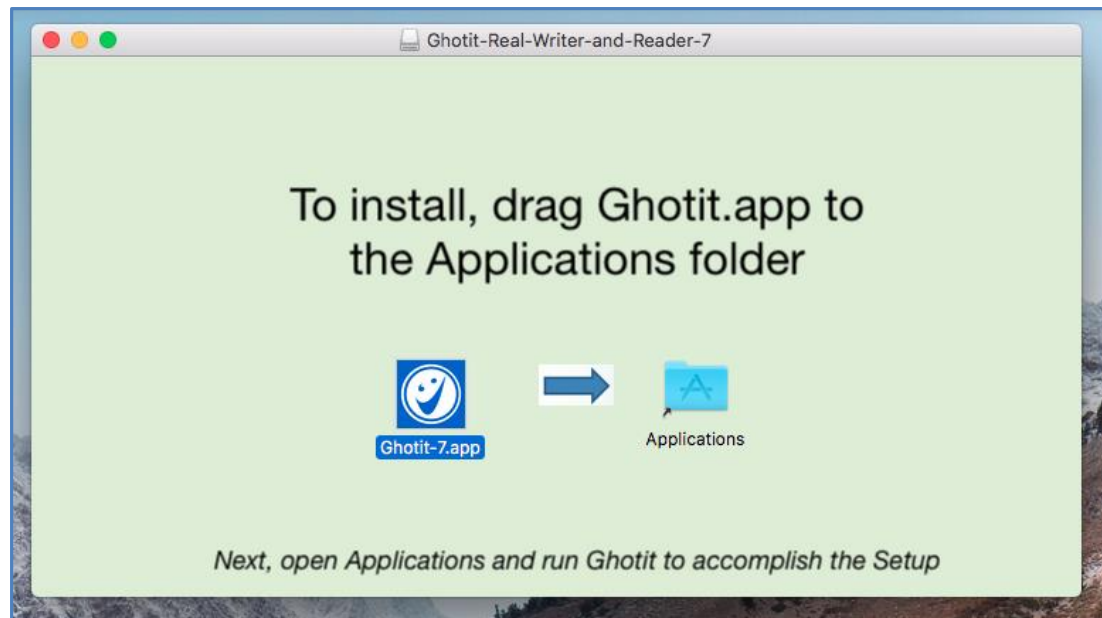 Ghotit-Real-Writer-and-Reader-7
To install, drag Ghotit.app to
the Applications folder
Ghotit-7.app
Applications
Next, open Applications and run Ghotit to accomplish the Setup